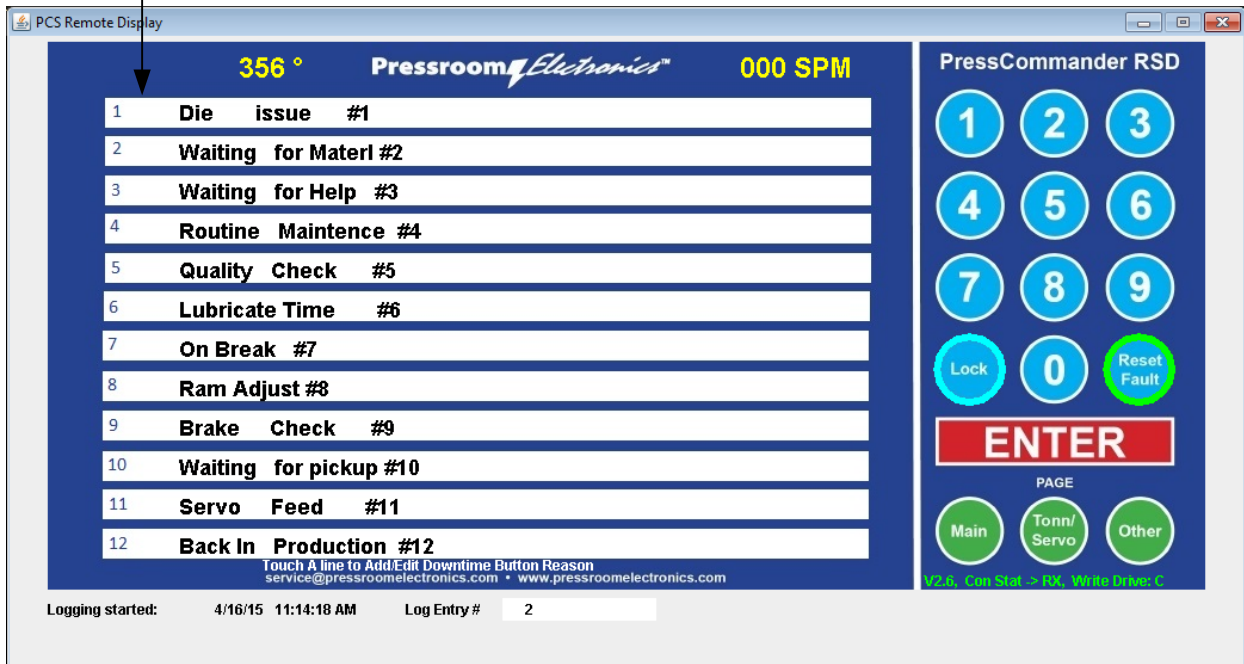 PCS Remote Display
356 ° Pressroom Electronics™ 000 SPM
1 Die issue #1
2 Waiting for Materl #2
3 Waiting for Help #3
4 Routine Maintence #4
5 Quality Check #5
6 Lubricate Time #6
7 On Break #7
8 Ram Adjust #8
9 Brake Check #9
10 Waiting for pickup #10
11 Servo Feed #11
12 Back In Production #12
Touch A line to Add/Edit Downtime Button Reason
service@pressroomelectronics.com • www.pressroomelectronics.com
Logging started: 4/16/15 11:14:18 AM Log Entry # 2
PressCommander RSD
1 2 3
4 5 6
7 8 9
Lock 0 Reset Fault
ENTER
PAGE
Main Tonn/ Servo Other
V2.6, Con Stat -> RX, Write Drive: C